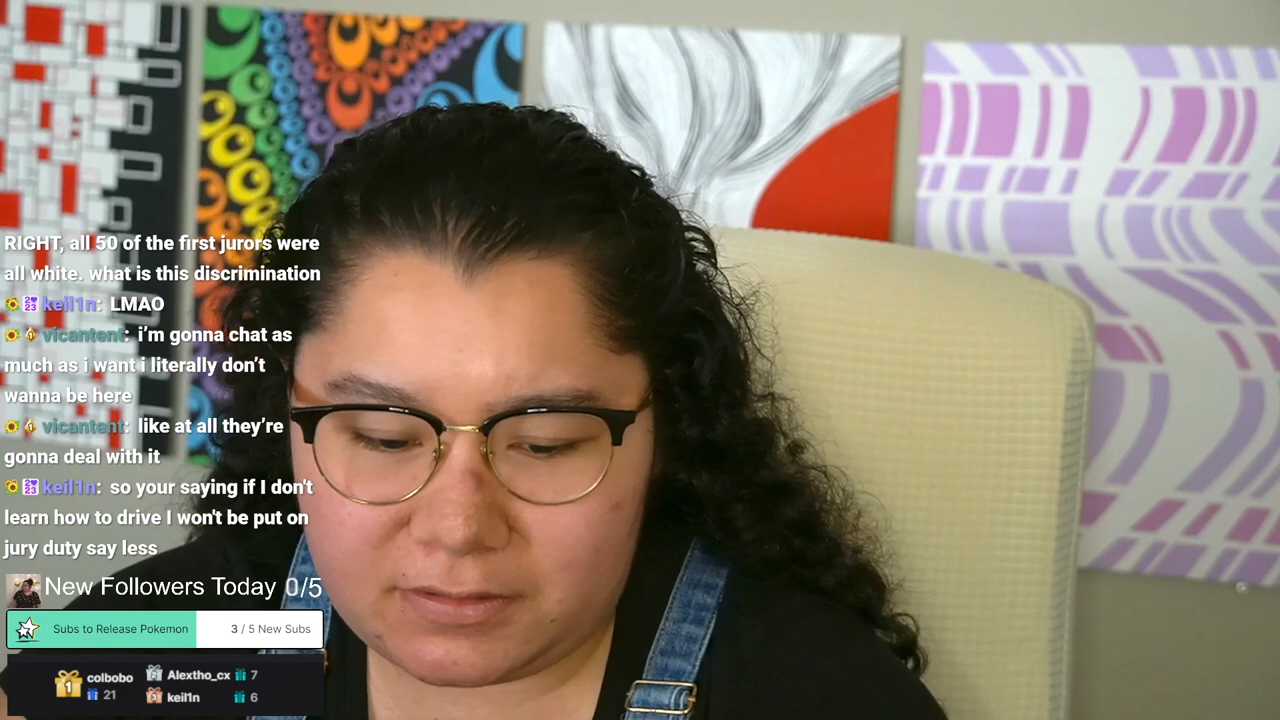 RIGHT, all 50 of the first jurors were
all white. what is this discrimination
keil1n: LMAO
vicantent: i’m gonna chat as
much as i want i literally don’t
wanna be here
vicantent: like at all they’re
gonna deal with it
keil1n: so your saying if I don't
learn how to drive I won't be put on
jury duty say less
New Followers Today 0/5
Subs to Release Pokemon 3 / 5 New Subs
1 colbobo 21
2 Alextho_cx 7
3 keil1n 6